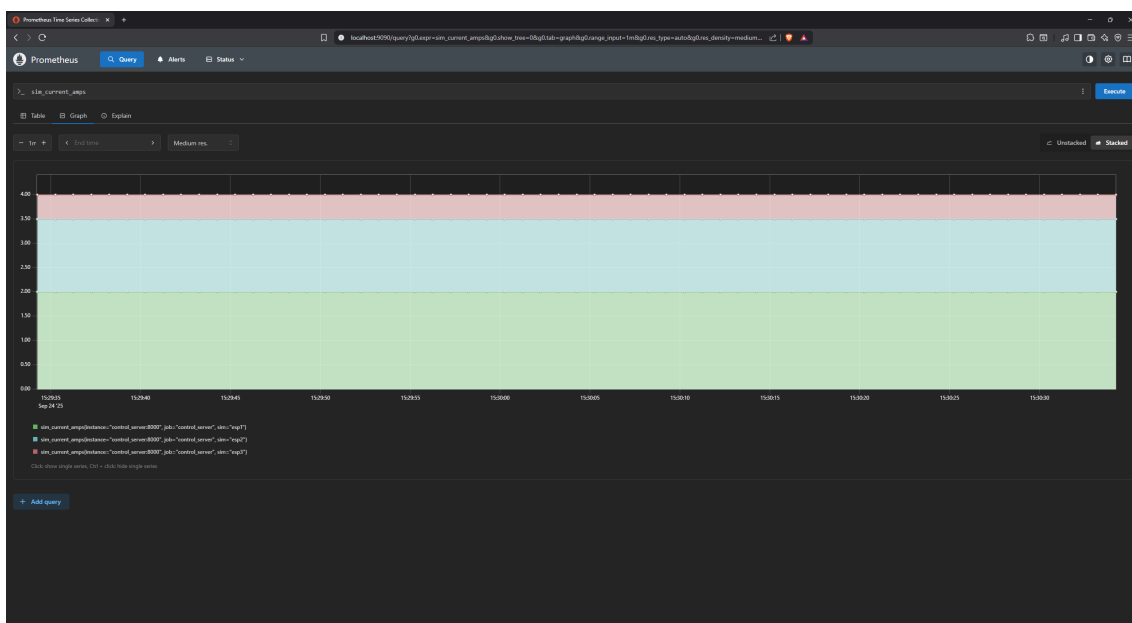 Prometheus Time Series Collecti
localhost:9090/query?g0.expr=sim_current_amps&g0.show_tree=0&g0.tab=graph&g0.range_input=1m&g0.res_type=auto&g0.res_density=medium...
Prometheus Query Alerts Status
sim_current_amps Execute
Table Graph Explain
End time Medium res. Unstacked Stacked
4.00
3.50
3.00
2.50
2.00
1.50
1.00
0.50
0.00
15:29:35 15:29:40 15:29:45 15:29:50 15:29:55 15:30:00 15:30:05 15:30:10 15:30:15 15:30:20 15:30:25 15:30:30
Sep 24 '25
sim_current_amps{instance="control_server:8000", job="control_server", sim="esp1"}
sim_current_amps{instance="control_server:8000", job="control_server", sim="esp2"}
sim_current_amps{instance="control_server:8000", job="control_server", sim="esp3"}
Click: show single series, Ctrl + click: hide single series
+ Add query